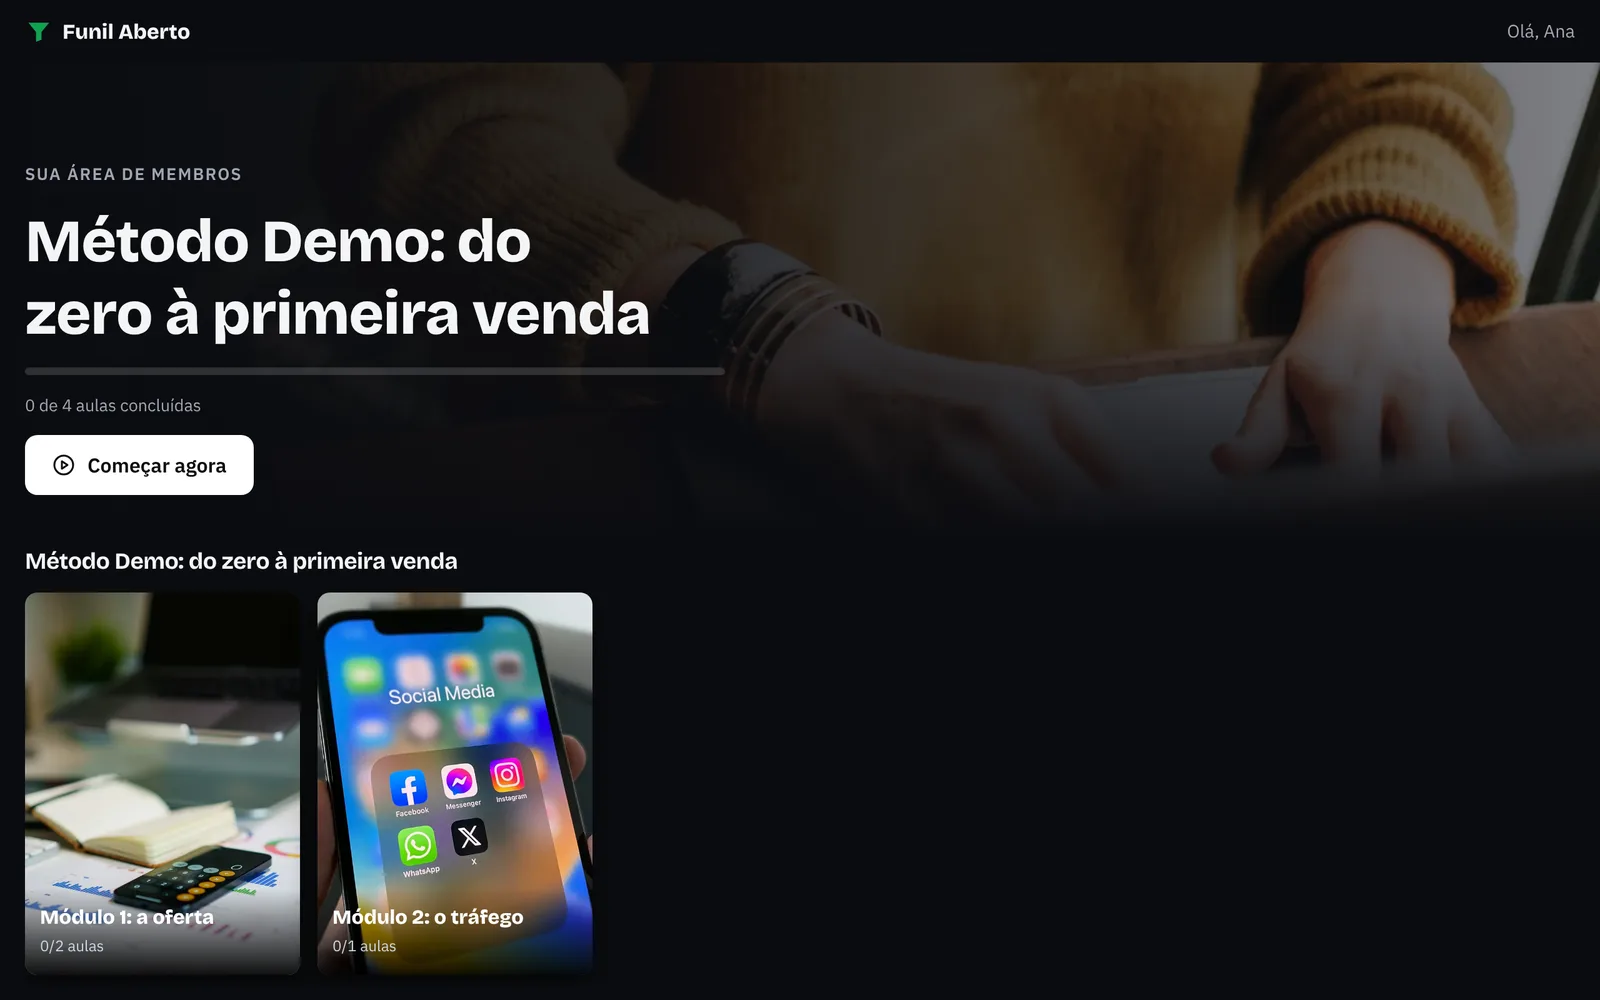 Funil Aberto
Olá, Ana
SUA ÁREA DE MEMBROS
Método Demo: do
zero à primeira venda
0 de 4 aulas concluídas
Começar agora
Método Demo: do zero à primeira venda
Social Media
Facebook
Messenger
Instagram
WhatsApp
X
Módulo 1: a oferta
0/2 aulas
Módulo 2: o tráfego
0/1 aulas